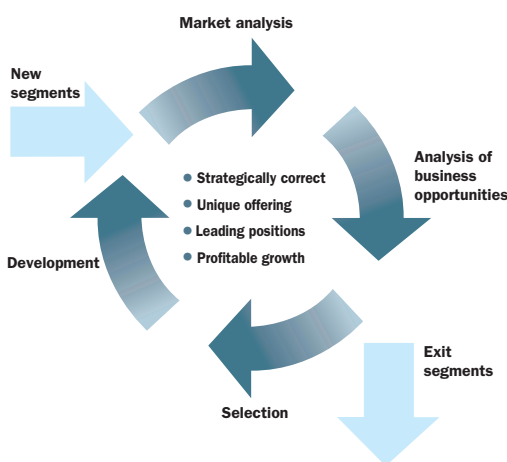 Market analysis
New
segments
Analysis of
business
opportunities
• Strategically correct
• Unique offering
• Leading positions
• Profitable growth
Development
Exit
segments
Selection